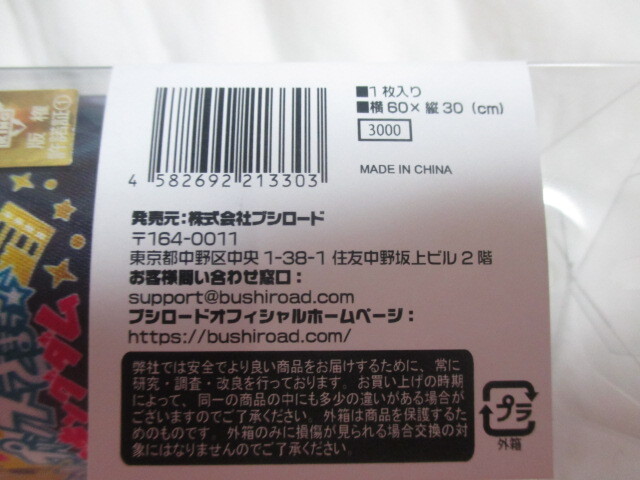 ■1枚入り
■横60×縦30(cm)
3000
MADE IN CHINA
4 582692 213303
発売元:株式会社ブシロード
〒164-0011
東京都中野区中央1-38-1 住友中野坂上ビル2階
お客様問い合わせ窓口:
support@bushiroad.com
ブシロードオフィシャルホームページ:
https://bushiroad.com/
弊社では安全でより良い商品をお届けするために、常に
研究・調査・改良を行っております。お買い上げの時期
によって、同一の商品の中にも多少の違いがある場合が
ございますのでご了承ください。外箱は商品を保護するため
のものです。外箱のみに損傷が見られる場合交換の対
象にはなりませんのでご了承ください。
プラ
外箱
版権